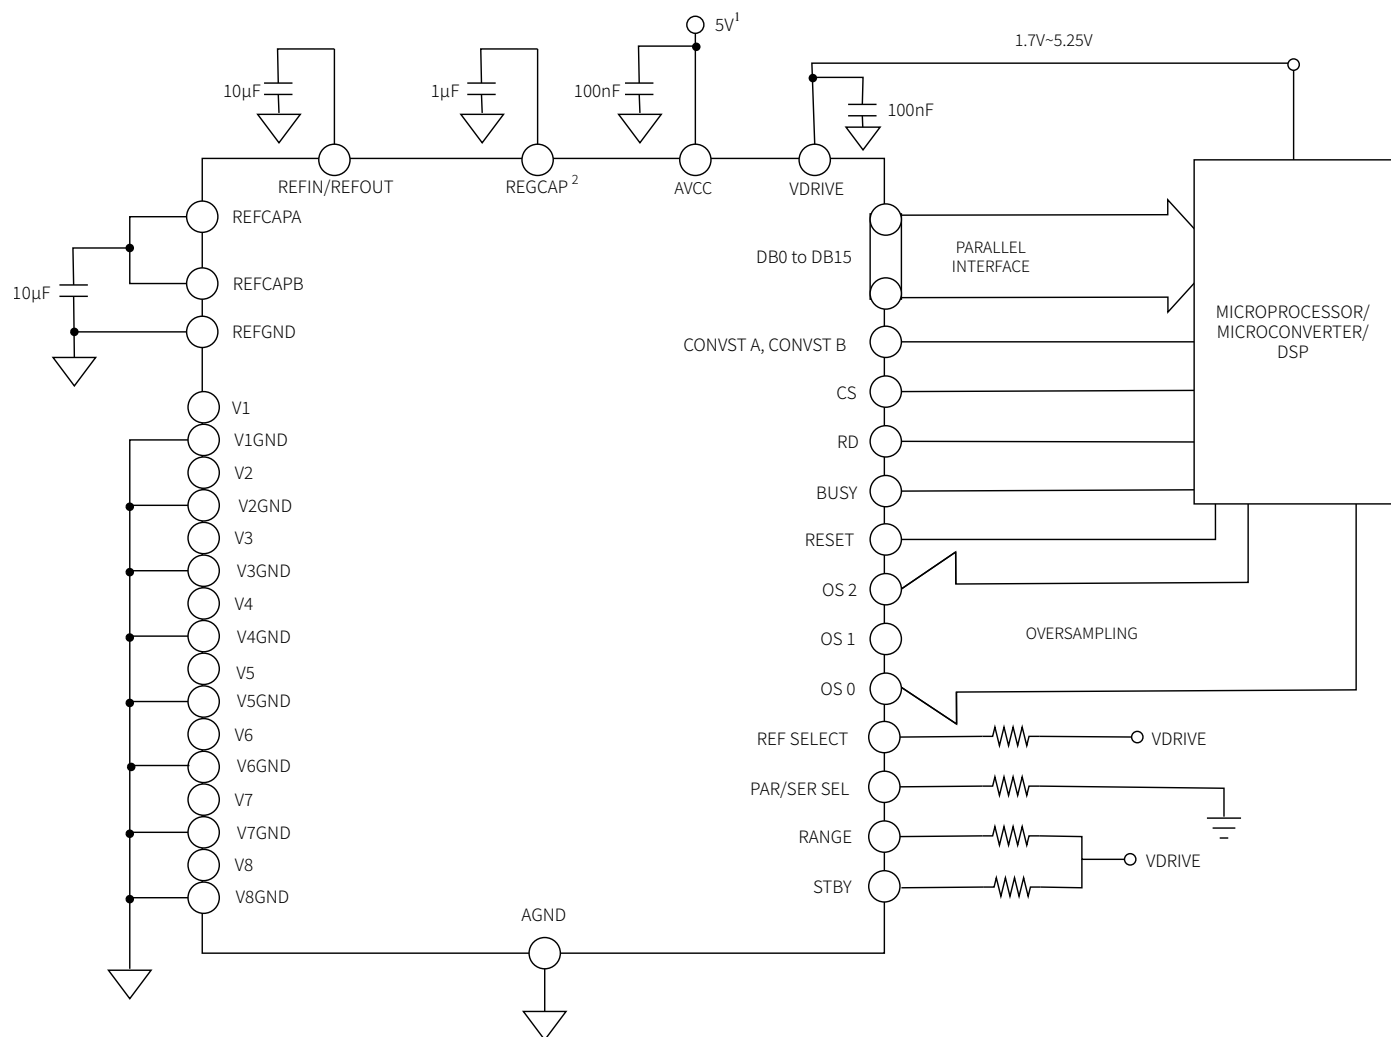 5V1
1.7V~5.25V
10µF
1µF
100nF
100nF
REFIN/REFOUT
REGCAP 2
AVCC
VDRIVE
REFCAPA
REFCAPB
10µF
REFGND
DB0 to DB15
PARALLEL
INTERFACE
MICROPROCESSOR/
MICROCONVERTER/
DSP
CONVST A, CONVST B
CS
RD
BUSY
RESET
OS 2
OS 1
OVERSAMPLING
OS 0
REF SELECT
VDRIVE
PAR/SER SEL
RANGE
VDRIVE
STBY
V1
V1GND
V2
V2GND
V3
V3GND
V4
V4GND
V5
V5GND
V6
V6GND
V7
V7GND
V8
V8GND
AGND